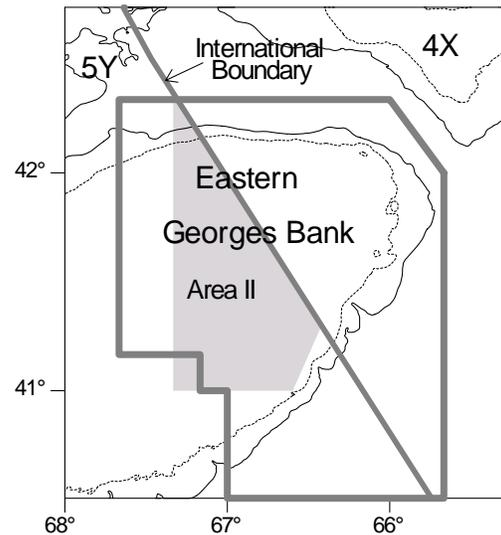 International
Boundary
5Y
4X
42°
Eastern
Georges Bank
Area II
41°
68°
67°
66°